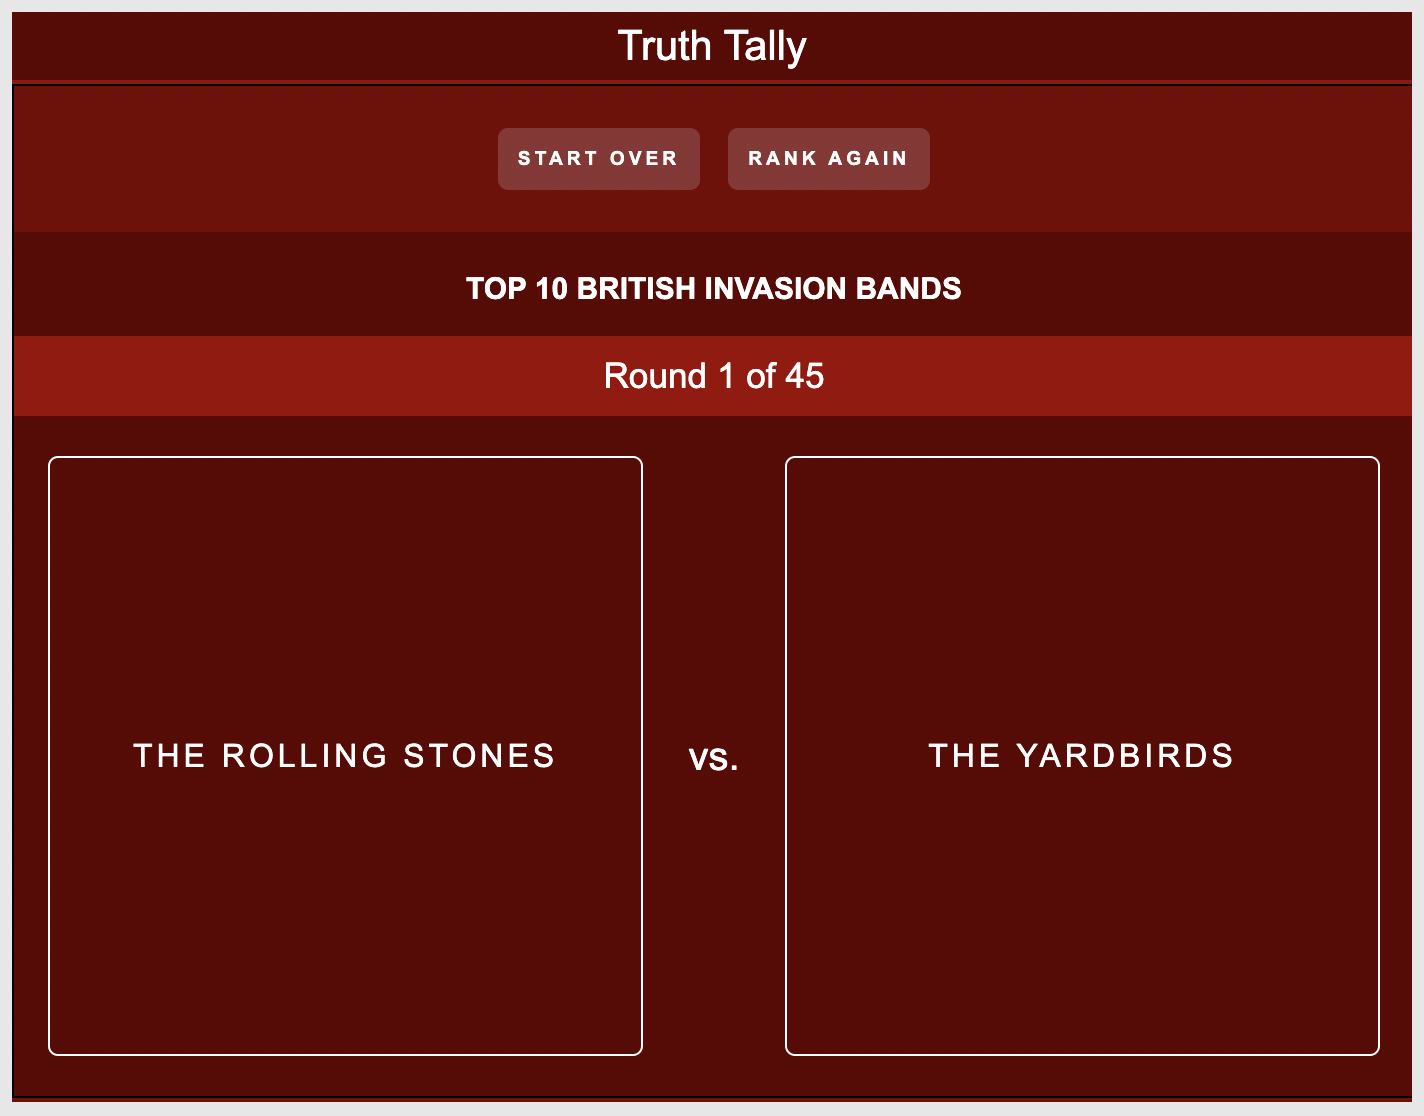 Truth Tally
START OVER RANK AGAIN
TOP 10 BRITISH INVASION BANDS
Round 1 of 45
THE ROLLING STONES vs. THE YARDBIRDS